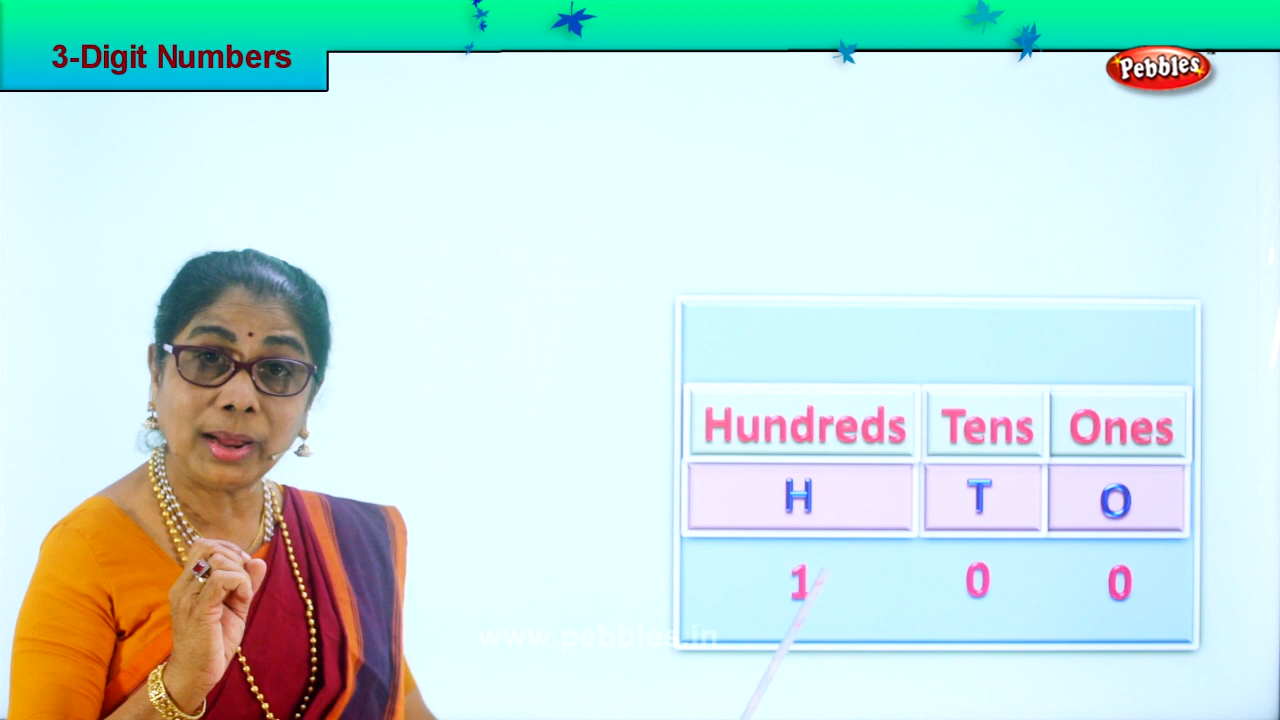 3-Digit Numbers
Pebbles
Hundreds Tens Ones
H T O
1 0 0
www.pebbles.in